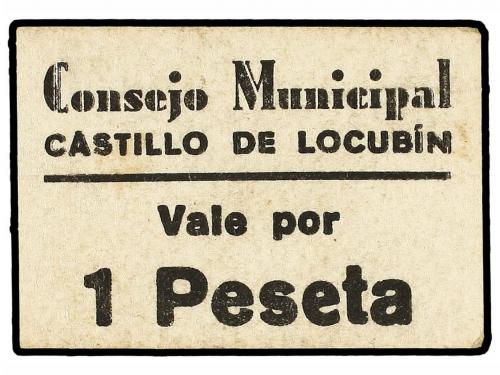 Consejo Municipal
CASTILLO DE LOCUBÍN
Vale por
1 Peseta